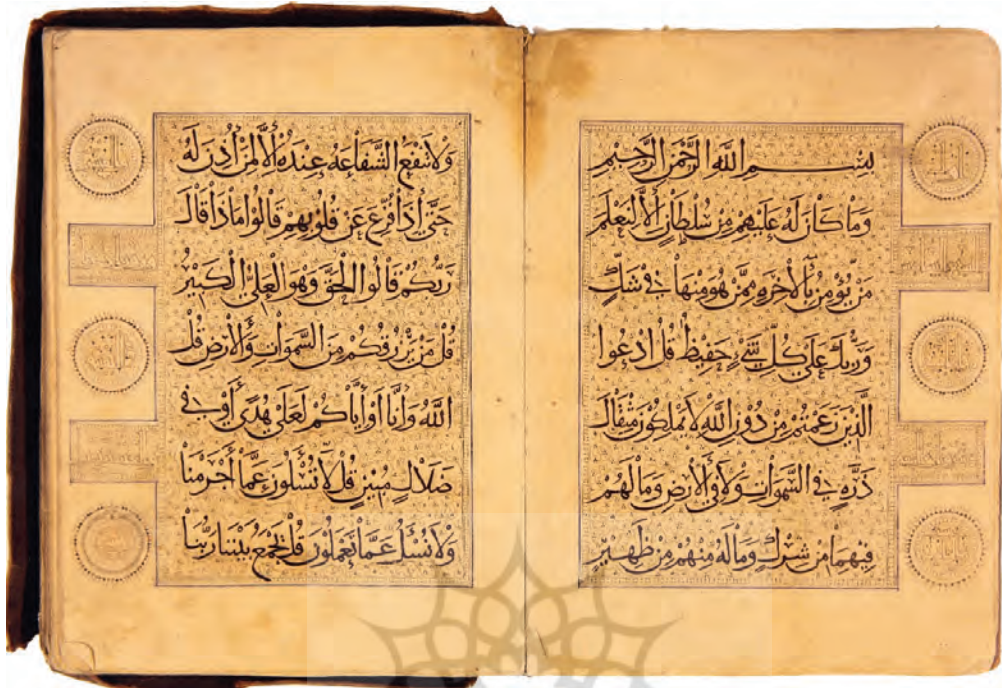 بسم الله الرحمن الرحيم
وما كان له عليهم من سلطان الا لنعلم
من يؤمن بالاخرة ممن هو منها في شك
وربك على كل شيء حفيظ قل ادعوا
الذين زعمتم من دون الله لا يملكون مثقال
ذرة في السموات ولا في الارض وما لهم
فيهما من شرك وما له منهم من ظهير
ولا تنفع الشفاعة عنده الا لمن أذن له
حتى اذا فزع عن قلوبهم قالوا ماذا قال
ربكم قالوا الحق وهو العلي الكبير
قل من يرزقكم من السموات والارض قل
الله وانا او اياكم لعلى هدى او في
ضلال مبين قل لا تسئلون عما أجرمنا
ولا نسئل عما تعملون قل يجمع بيننا ربنا